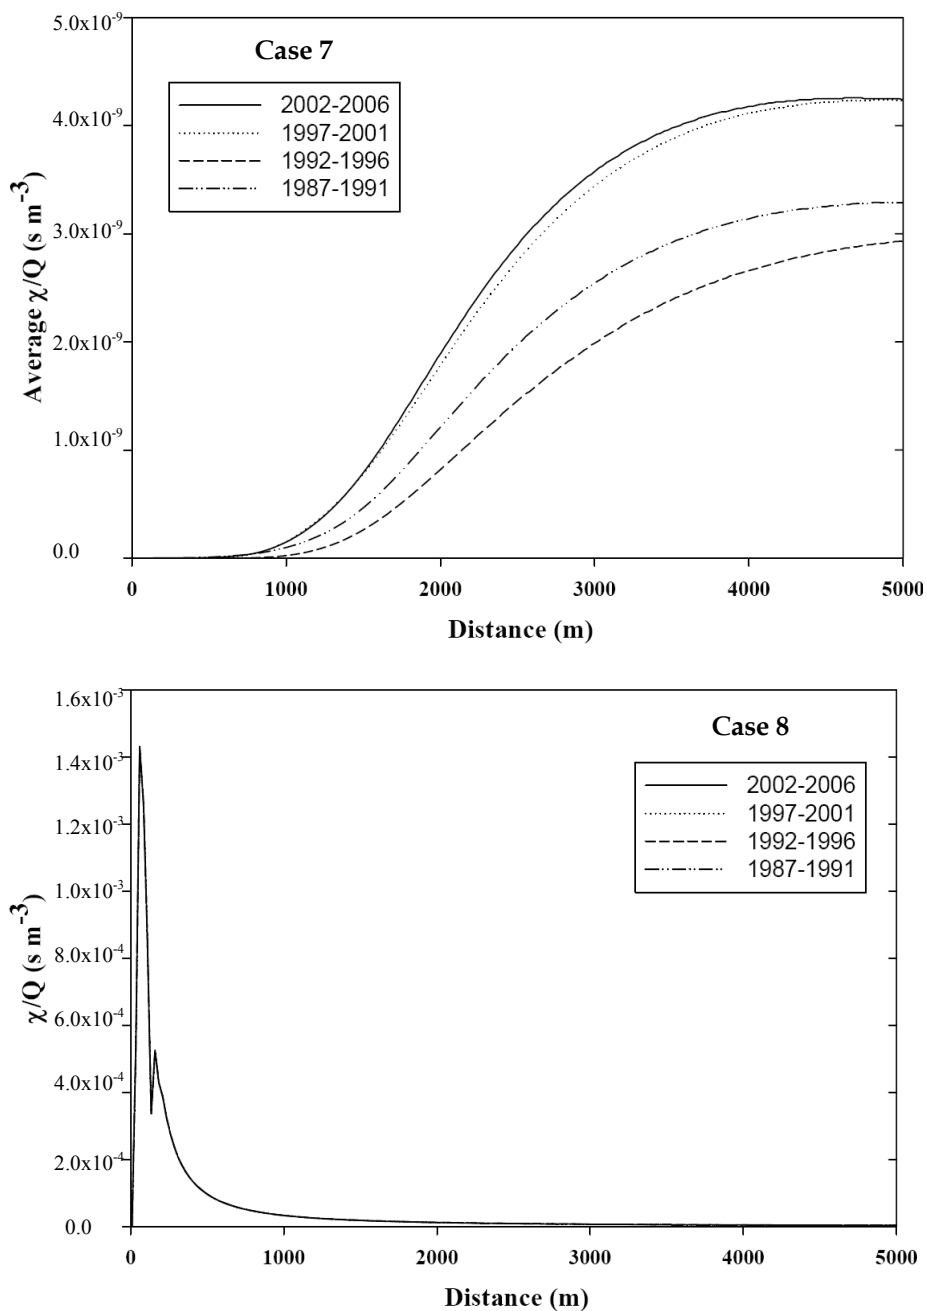 5.0x10-9
Case 7
2002-2006
4.0x10-9
1997-2001
1992-1996
1987-1991
3.0x10-9
Average χ/Q (s m-3)
2.0x10-9
1.0x10-9
0.0
0 1000 2000 3000 4000 5000
Distance (m)
1.6x10-3
Case 8
1.4x10-3
2002-2006
1997-2001
1.2x10-3
1992-1996
1987-1991
1.0x10-3
8.0x10-4
χ/Q (s m-3)
6.0x10-4
4.0x10-4
2.0x10-4
0.0
0 1000 2000 3000 4000 5000
Distance (m)